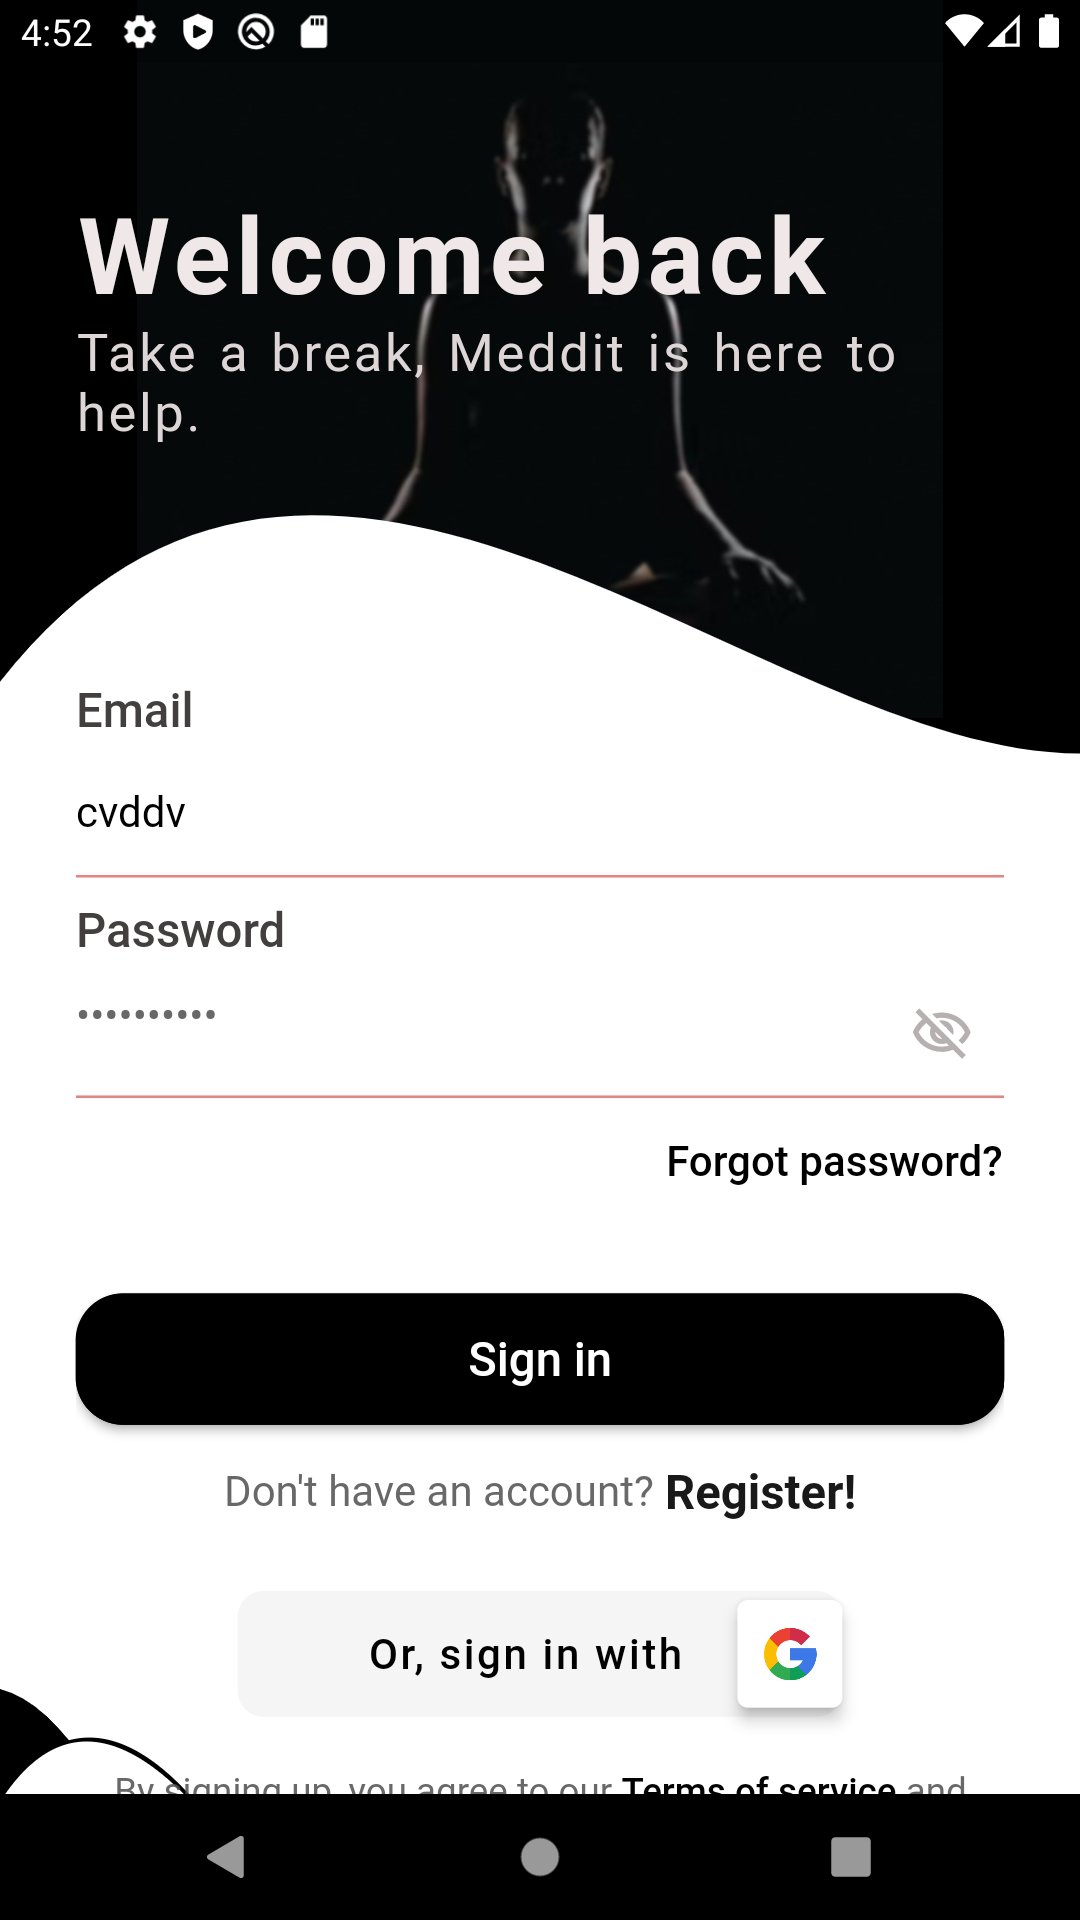 4:52
Welcome back
Take a break, Meddit is here to
help.
Email
cvddv
Password
••••••••••
Forgot password?
Sign in
Don't have an account? Register!
Or, sign in with
By signing up, you agree to our Terms of service and